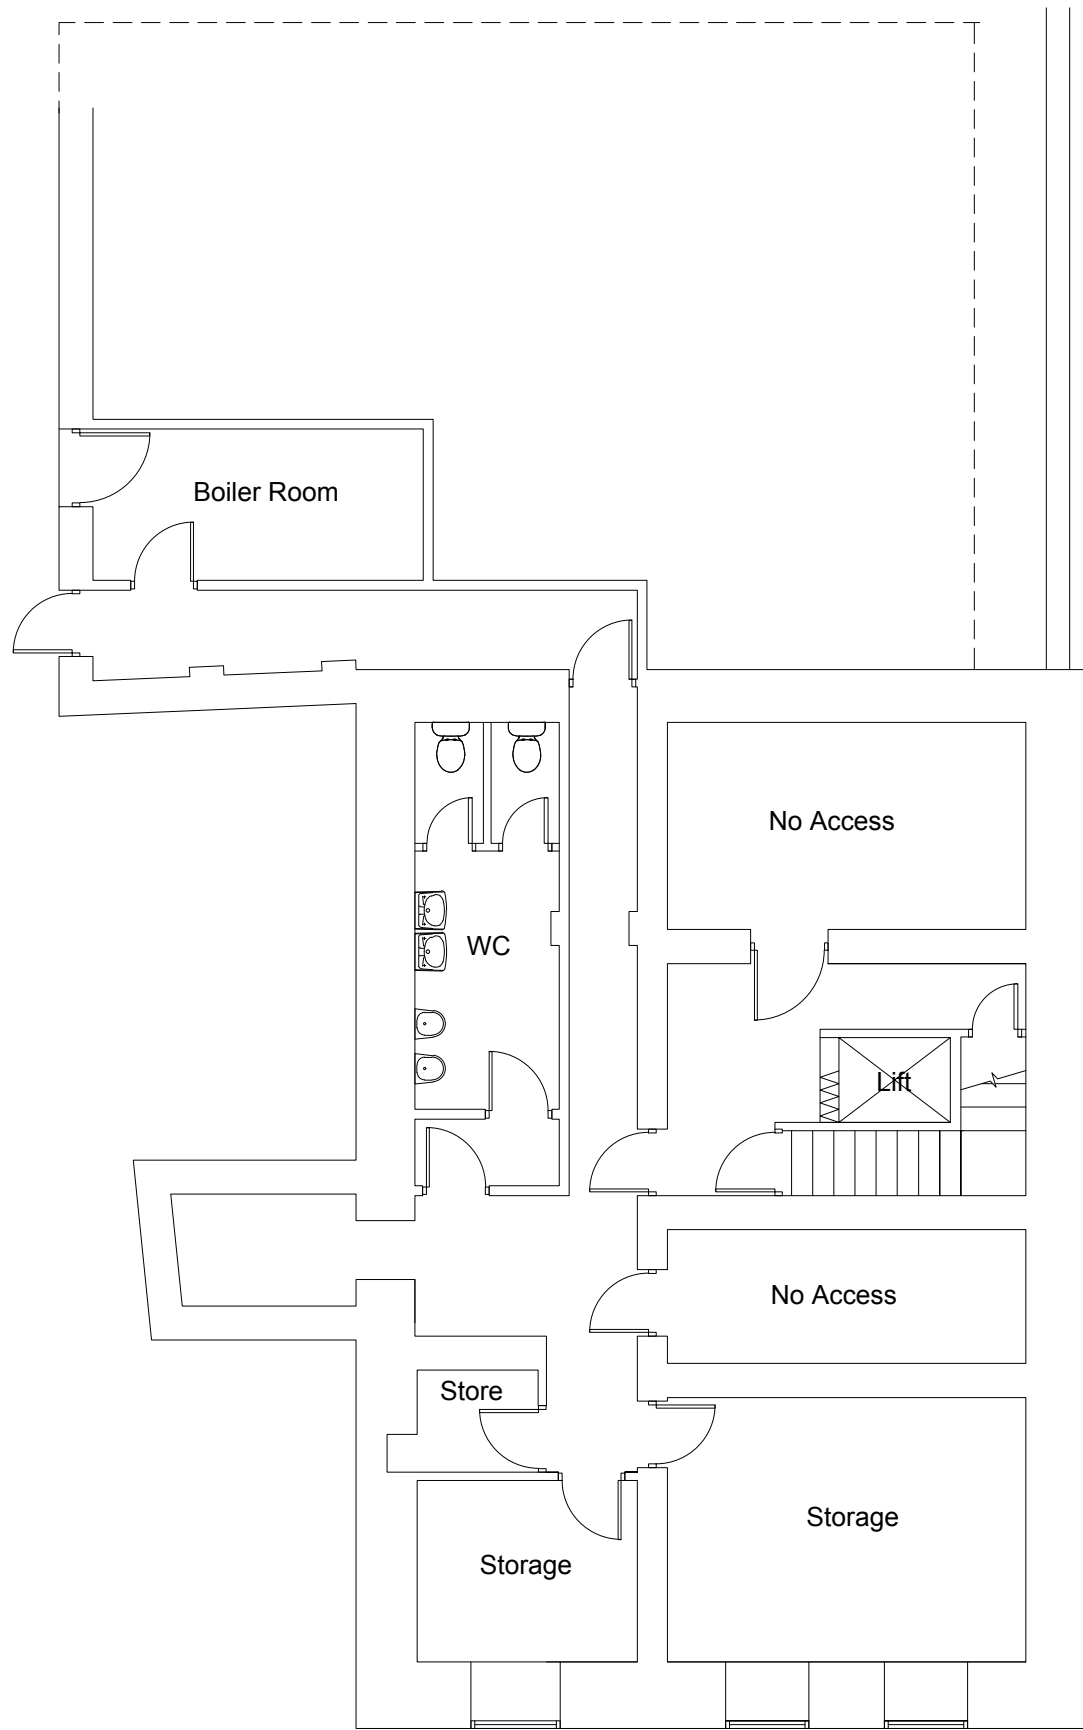 Boiler Room
No Access
WC
Lift
No Access
Store
Storage
Storage